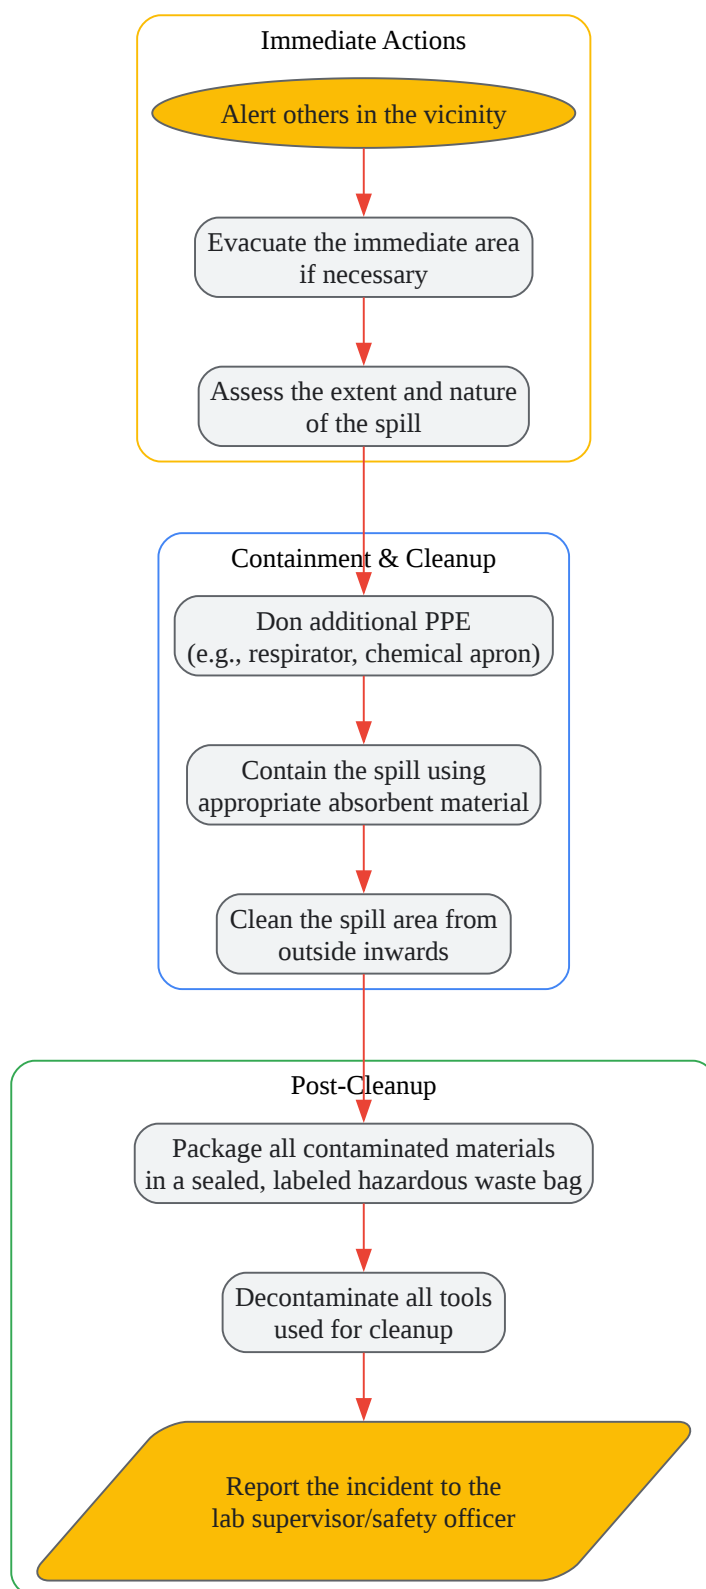 Immediate Actions
Alert others in the vicinity
Evacuate the immediate area
if necessary
Assess the extent and nature
of the spill
Containment & Cleanup
Don additional PPE
(e.g., respirator, chemical apron)
Contain the spill using
appropriate absorbent material
Clean the spill area from
outside inwards
Post-Cleanup
Package all contaminated materials
in a sealed, labeled hazardous waste bag
Decontaminate all tools
used for cleanup
Report the incident to the
lab supervisor/safety officer